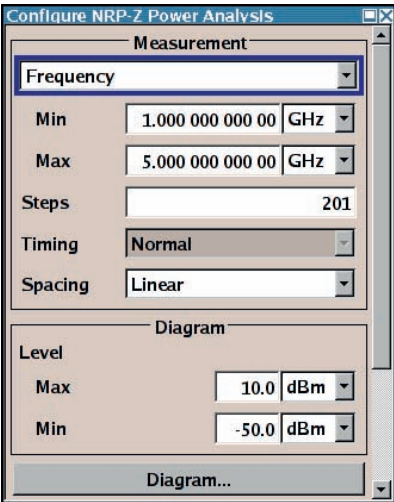 Configure NRP-Z Power Analysis
Measurement
Frequency
Min 1.000 000 000 00 GHz
Max 5.000 000 000 00 GHz
Steps 201
Timing Normal
Spacing Linear
Diagram
Level
Max 10.0 dBm
Min -50.0 dBm
Diagram...